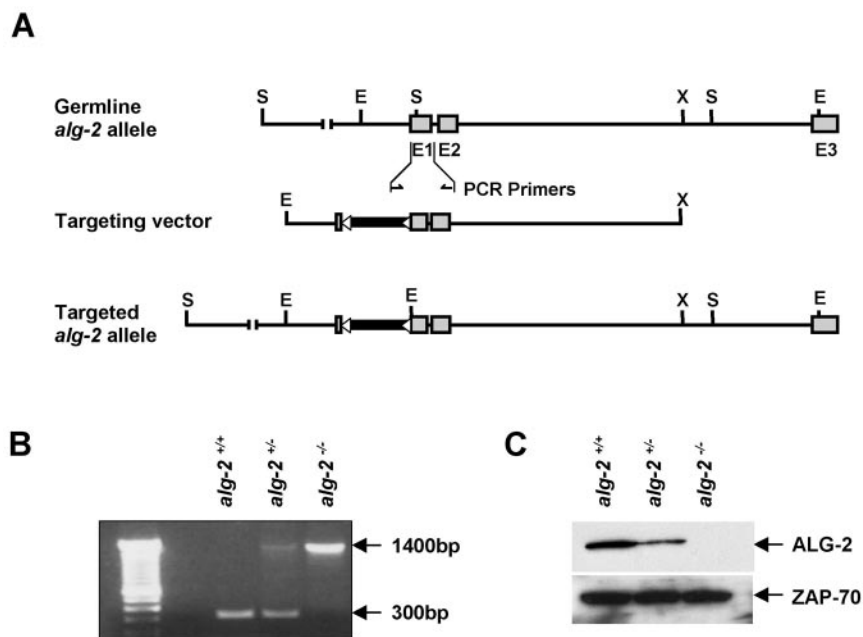 A
Germline
alg-2 allele
S E S X S E
E1 E2 E3
PCR Primers
Targeting vector
E X
Targeted
alg-2 allele
S E E X S E
B
alg-2 +/+
alg-2 +/-
alg-2 -/-
1400bp
300bp
C
alg-2 +/+
alg-2 +/-
alg-2 -/-
ALG-2
ZAP-70